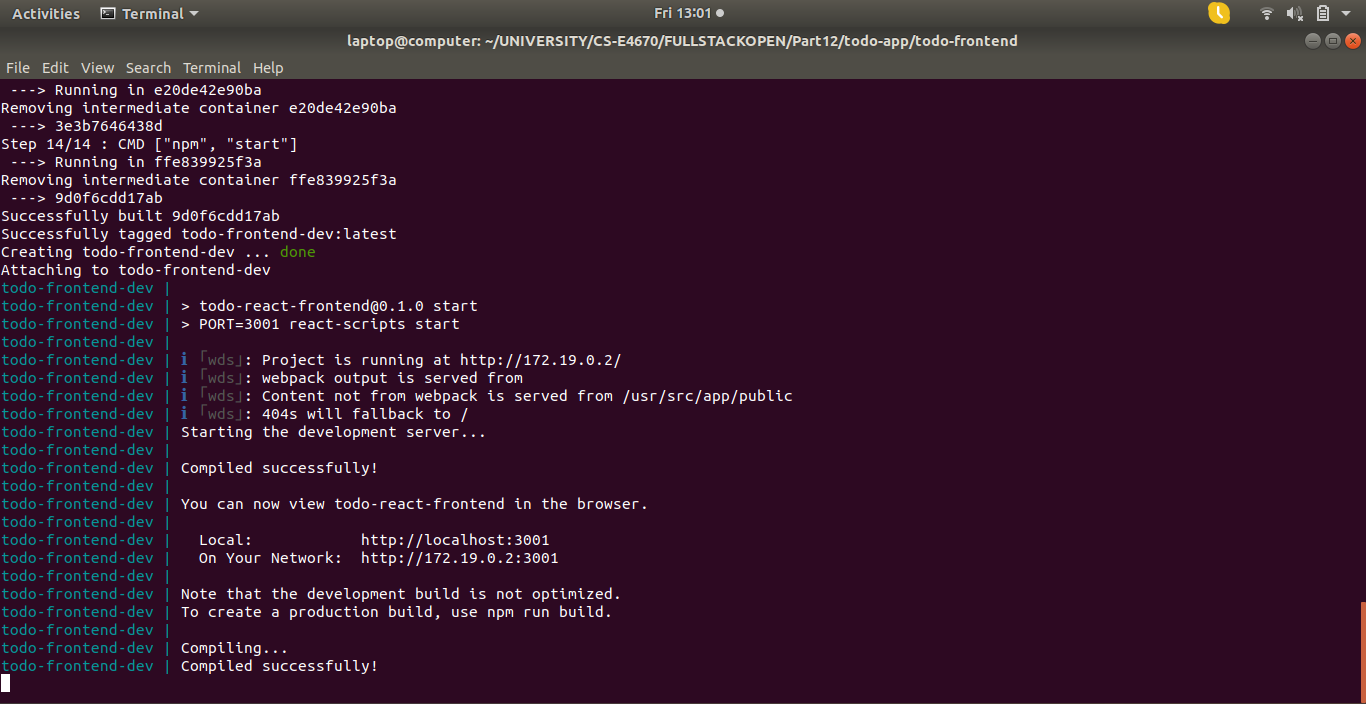 Activities Terminal Fri 13:01
laptop@computer: ~/UNIVERSITY/CS-E4670/FULLSTACKOPEN/Part12/todo-app/todo-frontend
File Edit View Search Terminal Help
---> Running in e20de42e90ba
Removing intermediate container e20de42e90ba
---> 3e3b7646438d
Step 14/14 : CMD ["npm", "start"]
---> Running in ffe839925f3a
Removing intermediate container ffe839925f3a
---> 9d0f6cdd17ab
Successfully built 9d0f6cdd17ab
Successfully tagged todo-frontend-dev:latest
Creating todo-frontend-dev ... done
Attaching to todo-frontend-dev
todo-frontend-dev |
todo-frontend-dev | > todo-react-frontend@0.1.0 start
todo-frontend-dev | > PORT=3001 react-scripts start
todo-frontend-dev |
todo-frontend-dev | ℹ 「wds」: Project is running at http://172.19.0.2/
todo-frontend-dev | ℹ 「wds」: webpack output is served from
todo-frontend-dev | ℹ 「wds」: Content not from webpack is served from /usr/src/app/public
todo-frontend-dev | ℹ 「wds」: 404s will fallback to /
todo-frontend-dev | Starting the development server...
todo-frontend-dev |
todo-frontend-dev | Compiled successfully!
todo-frontend-dev |
todo-frontend-dev | You can now view todo-react-frontend in the browser.
todo-frontend-dev |
todo-frontend-dev | Local: http://localhost:3001
todo-frontend-dev | On Your Network: http://172.19.0.2:3001
todo-frontend-dev |
todo-frontend-dev | Note that the development build is not optimized.
todo-frontend-dev | To create a production build, use npm run build.
todo-frontend-dev |
todo-frontend-dev | Compiling...
todo-frontend-dev | Compiled successfully!